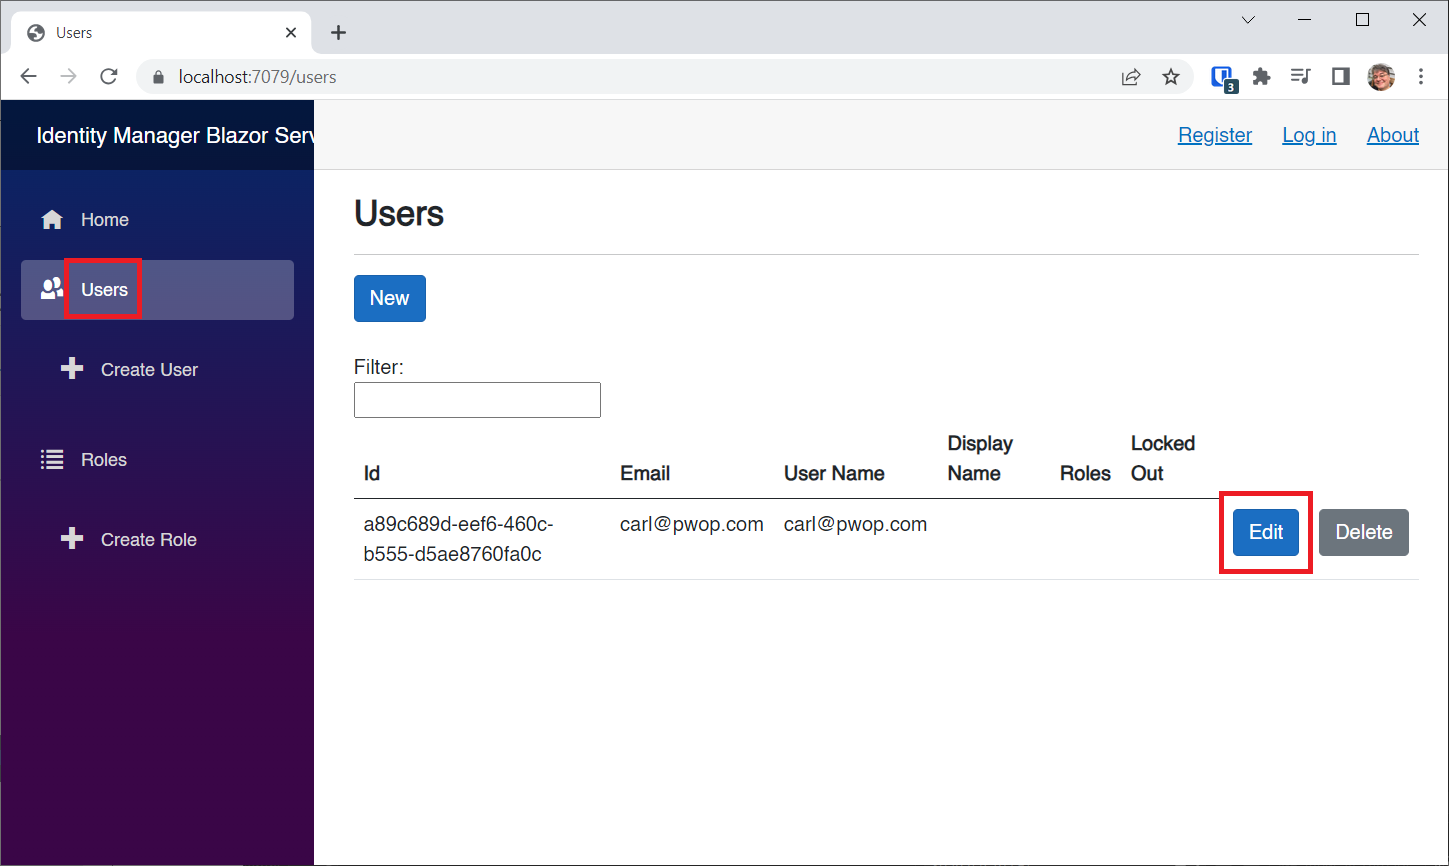 Users
localhost:7079/users
3
Identity Manager Blazor Serv
Register Log in About
Home
Users
Create User
Roles
Create Role
Users
New
Filter:
Id Email User Name Display Name Roles Locked Out
a89c689d-eef6-460c- carl@pwop.com carl@pwop.com Edit Delete
b555-d5ae8760fa0c